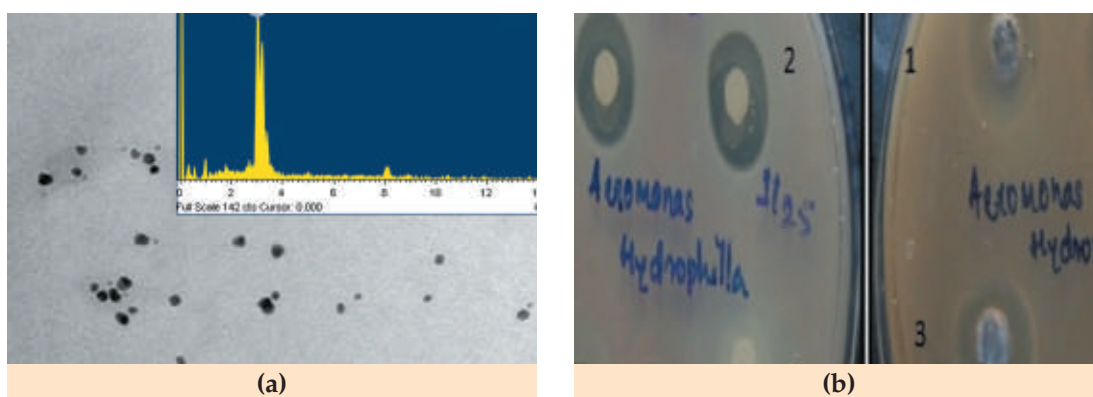 0 2 4 6 8 10 12
Full Scale 142 cts Cursor: 0.000
(a)
2
Aeromonas
Hydrophilla
1
Aeromonas
Hydro
3
(b)